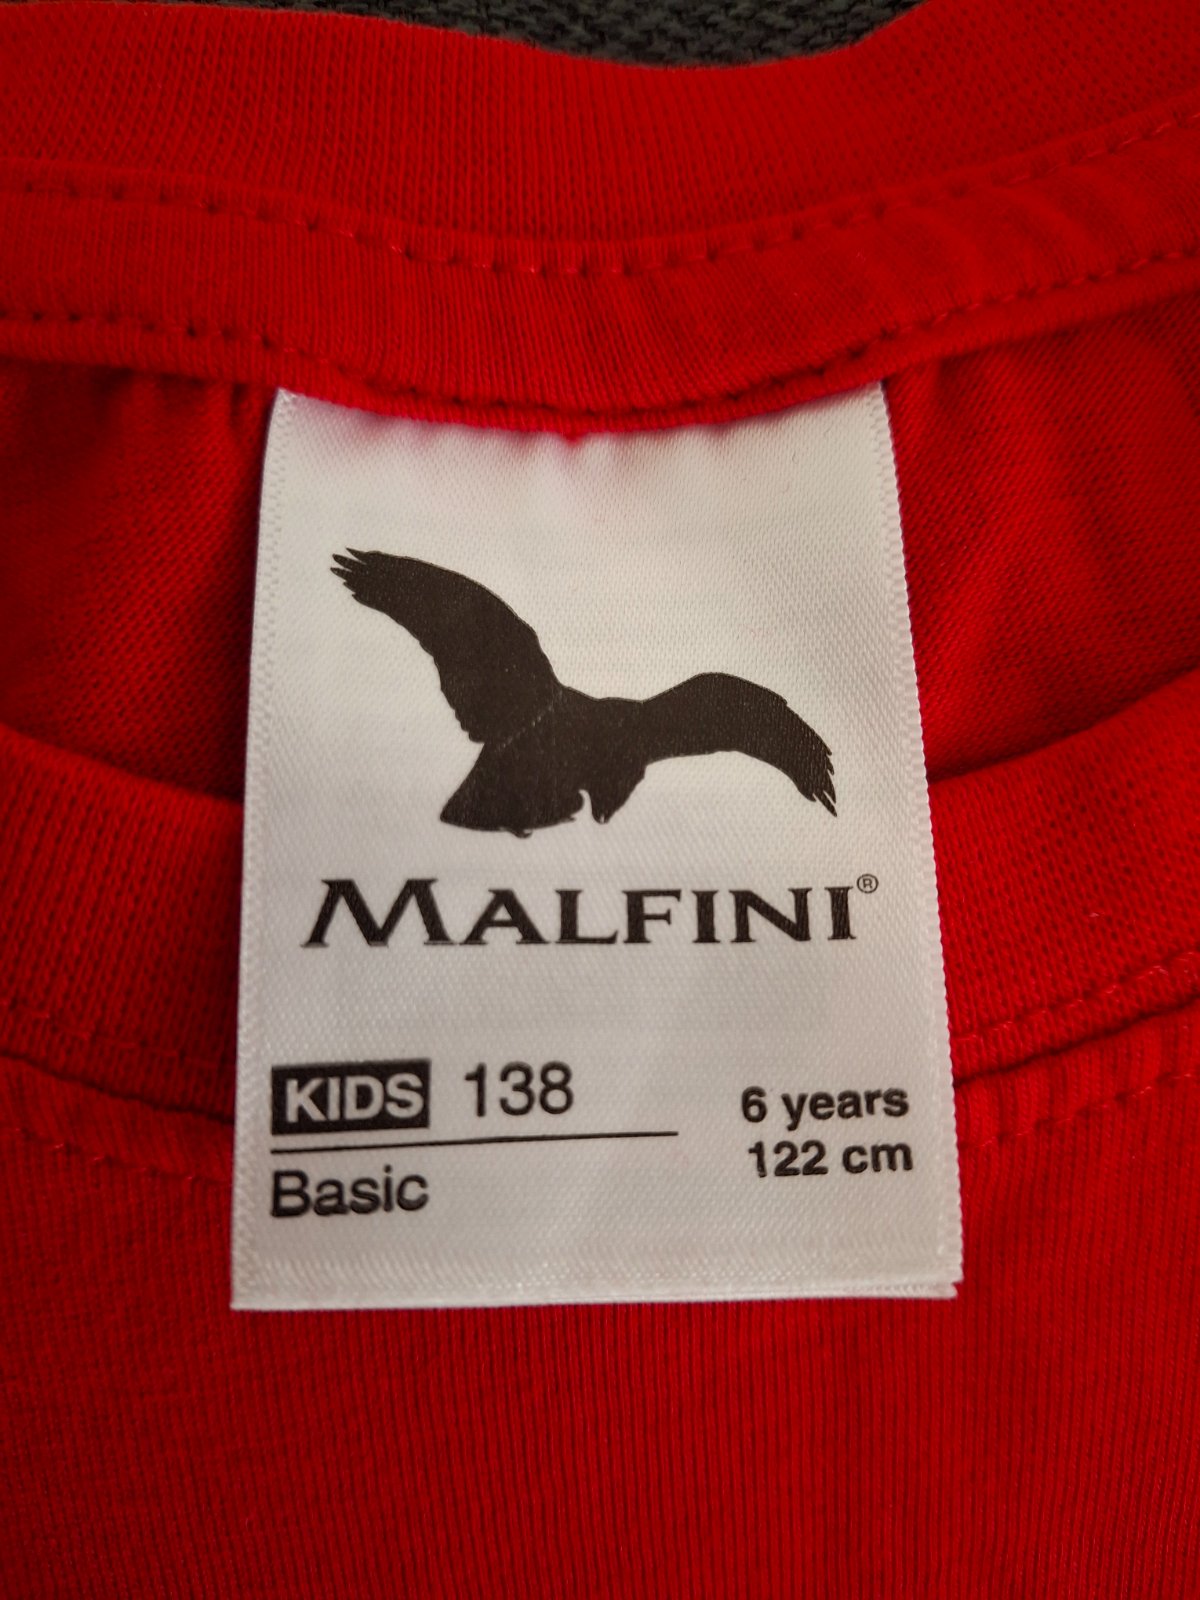 MALFINI®
KIDS 138
Basic
6 years
122 cm